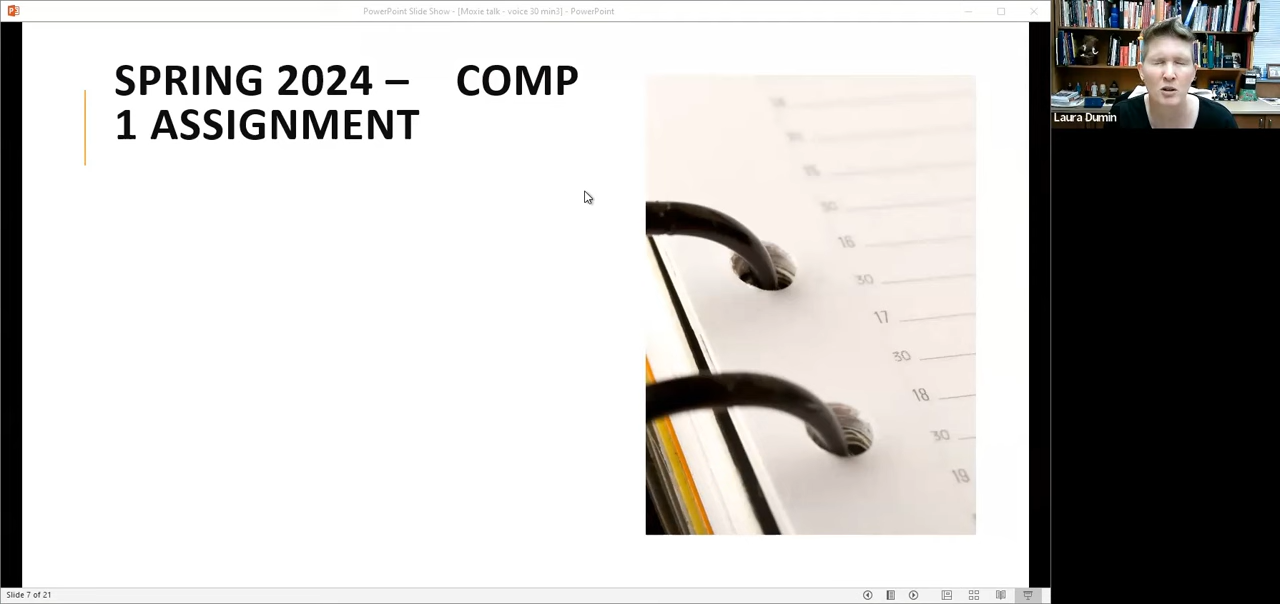 PowerPoint Slide Show - [Moxie talk - voice 30 min3] - PowerPoint
SPRING 2024 – COMP
1 ASSIGNMENT
Laura Dumin
30
16
30
17
30
18
30
19
Slide 7 of 21